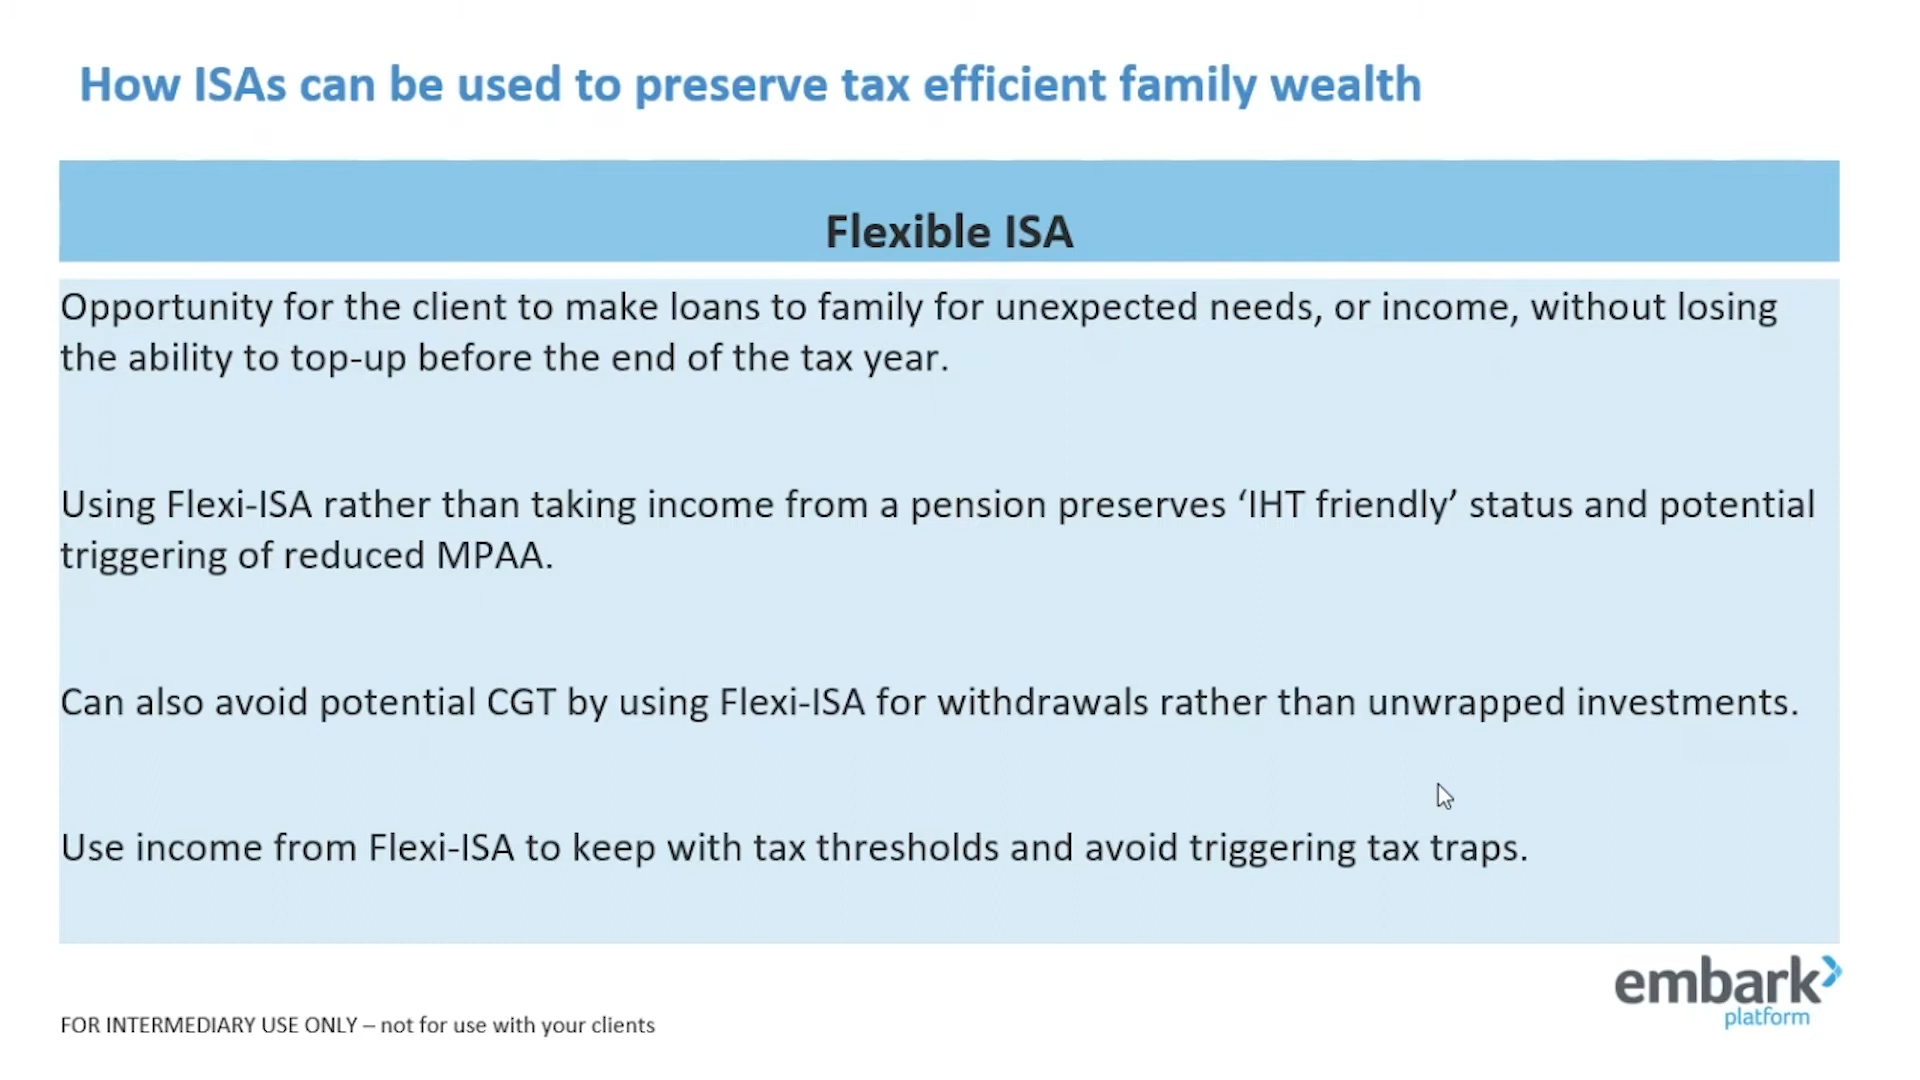 How ISAs can be used to preserve tax efficient family wealth
Flexible ISA
Opportunity for the client to make loans to family for unexpected needs, or income, without losing
the ability to top-up before the end of the tax year.
Using Flexi-ISA rather than taking income from a pension preserves ‘IHT friendly’ status and potential
triggering of reduced MPAA.
Can also avoid potential CGT by using Flexi-ISA for withdrawals rather than unwrapped investments.
Use income from Flexi-ISA to keep with tax thresholds and avoid triggering tax traps.
embark
platform
FOR INTERMEDIARY USE ONLY – not for use with your clients